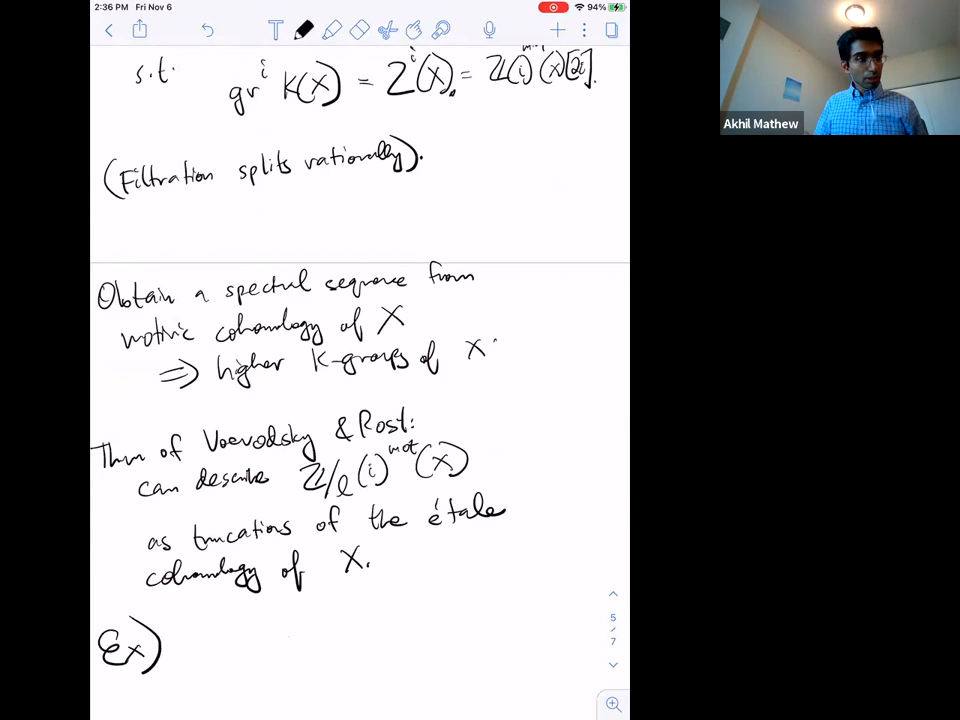 2:36 PM Fri Nov 6
94%
s.t. gr^i K(X) = Z^i(X). = Z(i)^mot(X)[2i].
(Filtration splits rationally).
Obtain a spectral sequence from
motivic cohomology of X
⇒ higher K-groups of X.
Thm of Voevodsky & Rost:
can describe Z/ℓ(i)^mot(X)
as truncations of the étale
cohomology of X.
Ex)
5
/
7
Akhil Mathew